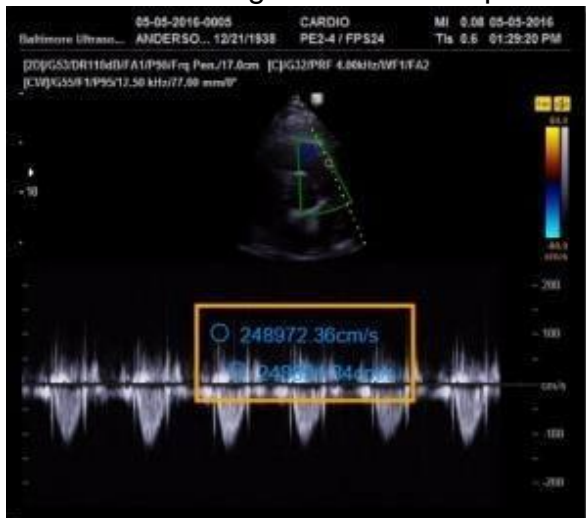 05-05-2016-0005 CARDIO MI 0.08 05-05-2016
Baltimore Ultraso... ANDERSO... 12/21/1938 PE2-4 / FPS24 TIs 0.6 01:29:20 PM
[2D]/G53/DR118dB/FA1/P90/Frq Pen./17.0cm [C]/G32/PRF 4.00kHz/WF1/FA2
[CW]/G55/F1/P95/12.50 kHz/77.00 mm/0°
10
200
248972.36cm/s
100
cm/s
-100
-200